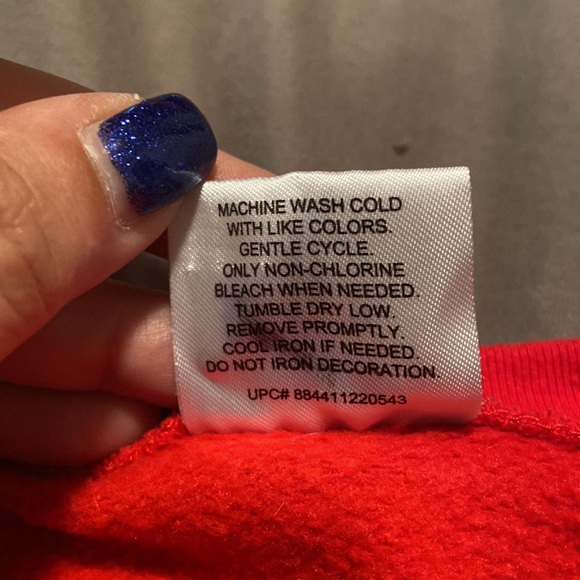 MACHINE WASH COLD
WITH LIKE COLORS.
GENTLE CYCLE.
ONLY NON-CHLORINE
BLEACH WHEN NEEDED.
TUMBLE DRY LOW.
REMOVE PROMPTLY.
COOL IRON IF NEEDED.
DO NOT IRON DECORATION.
UPC# 884411220543